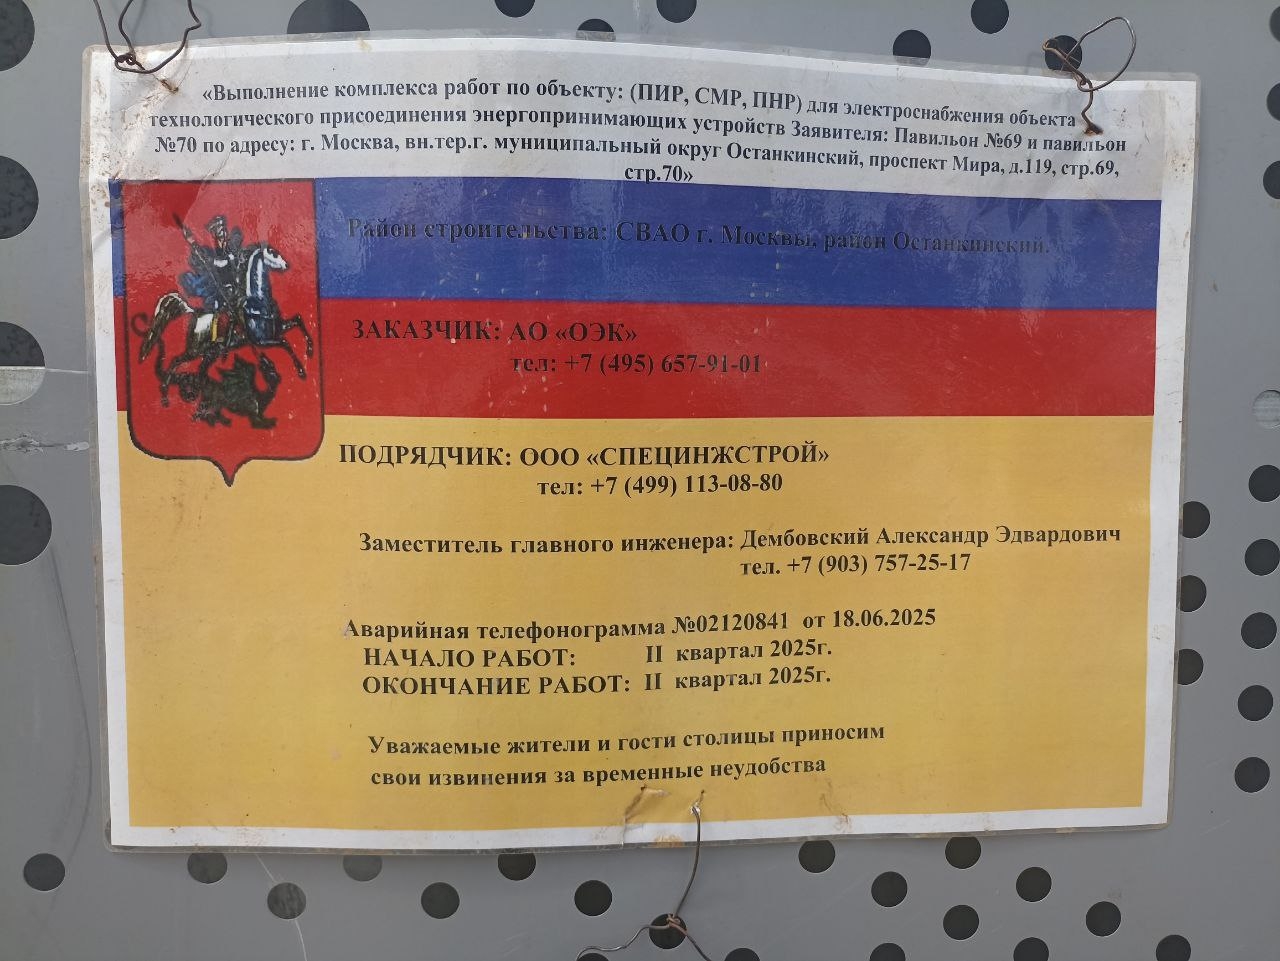 «Выполнение комплекса работ по объекту: (ПИР, СМР, ПНР) для электроснабжения объекта
технологического присоединения энергопринимающих устройств Заявителя: Павильон №69 и павильон
№70 по адресу: г. Москва, вн.тер.г. муниципальный округ Останкинский, проспект Мира, д.119, стр.69,
стр.70»
Район строительства: СВАО г. Москвы, район Останкинский.
ЗАКАЗЧИК: АО «ОЭК»
тел: +7 (495) 657-91-01
ПОДРЯДЧИК: ООО «СПЕЦИНЖСТРОЙ»
тел: +7 (499) 113-08-80
Заместитель главного инженера: Дембовский Александр Эдвардович
тел. +7 (903) 757-25-17
Аварийная телефонограмма №02120841 от 18.06.2025
НАЧАЛО РАБОТ: II квартал 2025г.
ОКОНЧАНИЕ РАБОТ: II квартал 2025г.
Уважаемые жители и гости столицы приносим
свои извинения за временные неудобства